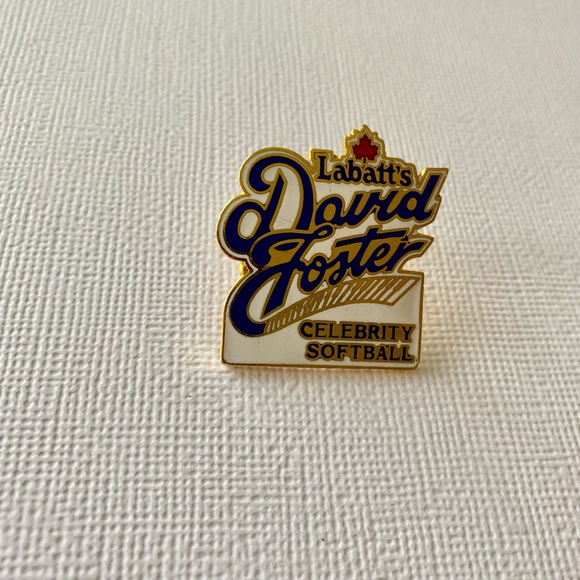 Labatt's
David
Foster
CELEBRITY
SOFTBALL